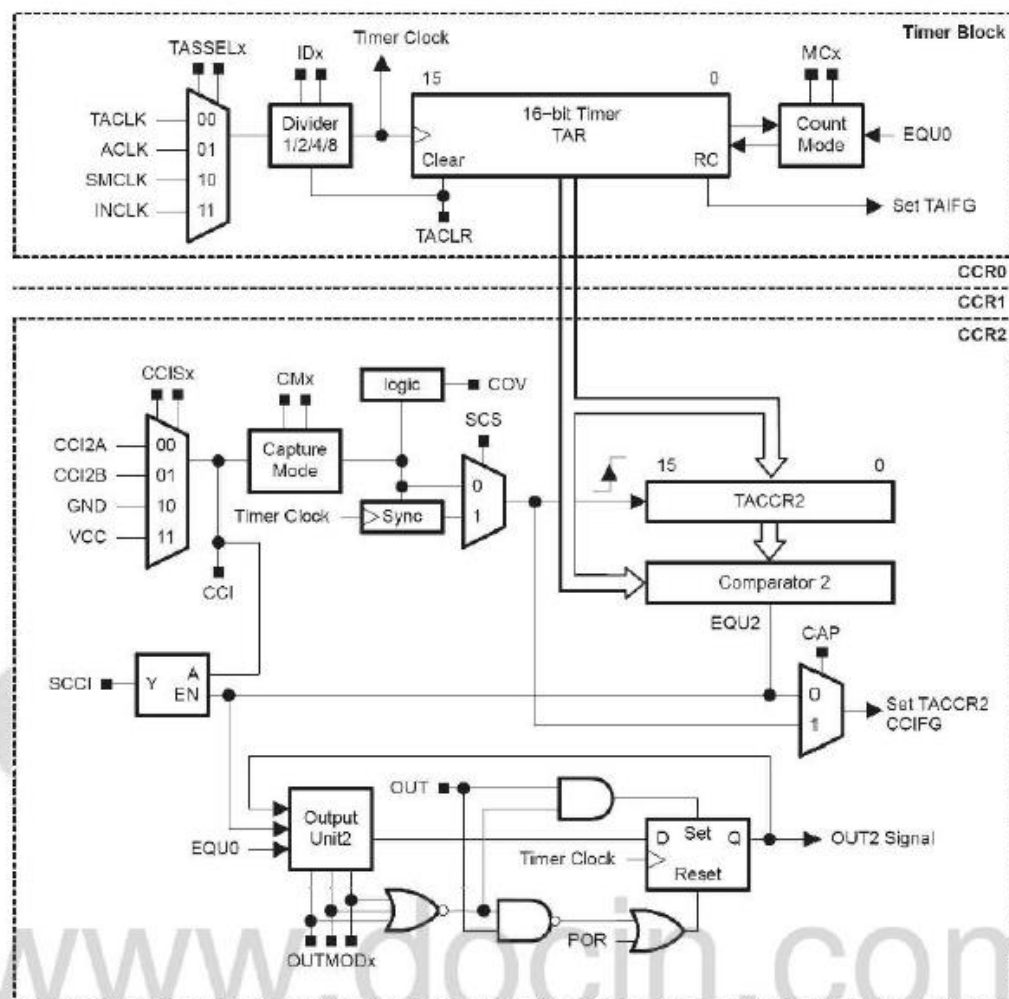 Timer Block
Timer Clock
TASSELx
IDx
15
0
MCx
TACLK
ACLK
SMCLK
INCLK
00
01
10
11
Divider
1/2/4/8
16-bit Timer
TAR
Clear
RC
Count
Mode
EQU0
Set TAIFG
TACLR
CCR0
CCR1
CCR2
CCISx
CMx
logic
COV
SCS
CCI2A
CCI2B
GND
VCC
00
01
10
11
Capture
Mode
0
1
15
0
TACCR2
Timer Clock
Sync
CCI
Comparator 2
EQU2
CAP
SCCI
Y
A
EN
0
1
Set TACCR2
CCIFG
OUT
Output
Unit2
EQU0
D
Set
Q
OUT2 Signal
Timer Clock
Reset
POR
OUTMODx
www.docin.com